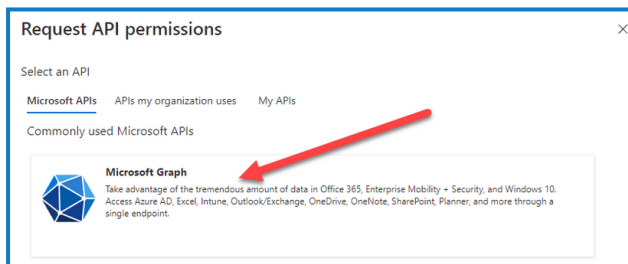 Request API permissions
Select an API
Microsoft APIs APIs my organization uses My APIs
Commonly used Microsoft APIs
Microsoft Graph
Take advantage of the tremendous amount of data in Office 365, Enterprise Mobility + Security, and Windows 10.
Access Azure AD, Excel, Intune, Outlook/Exchange, OneDrive, OneNote, SharePoint, Planner, and more through a
single endpoint.